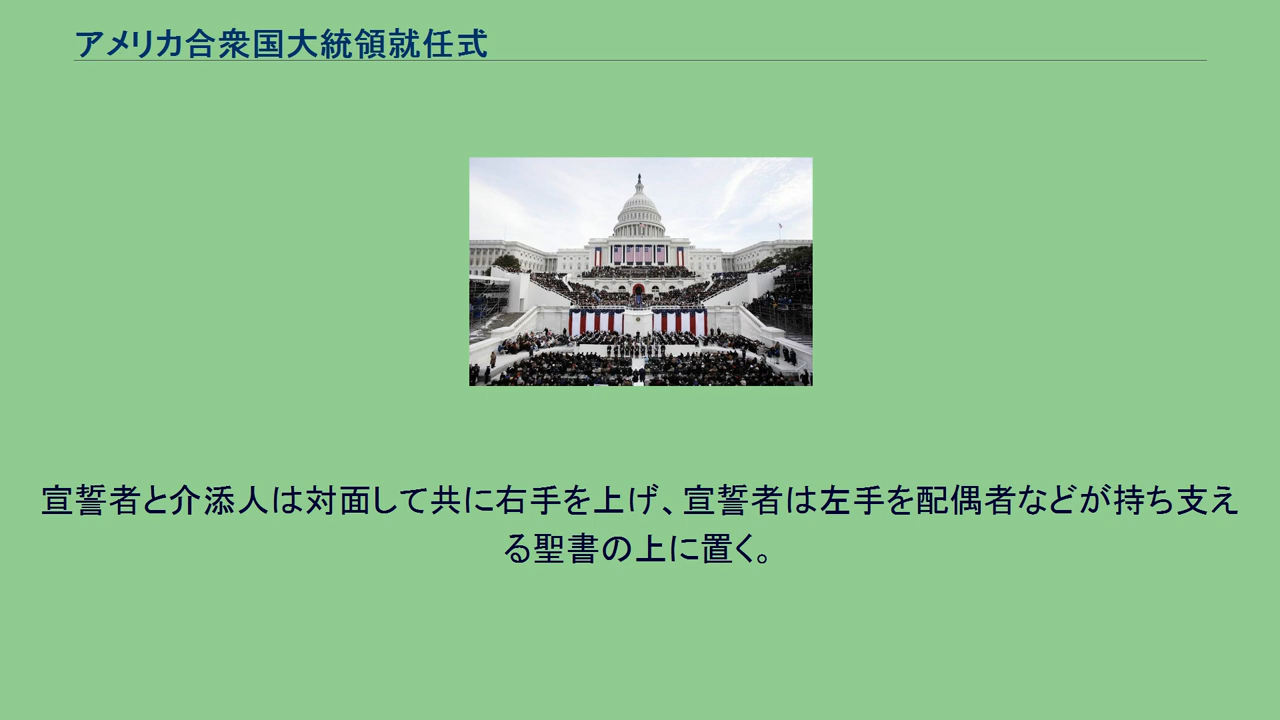 アメリカ合衆国大統領就任式
宣誓者と介添人は対面して共に右手を上げ、宣誓者は左手を配偶者などが持ち支え
る聖書の上に置く。